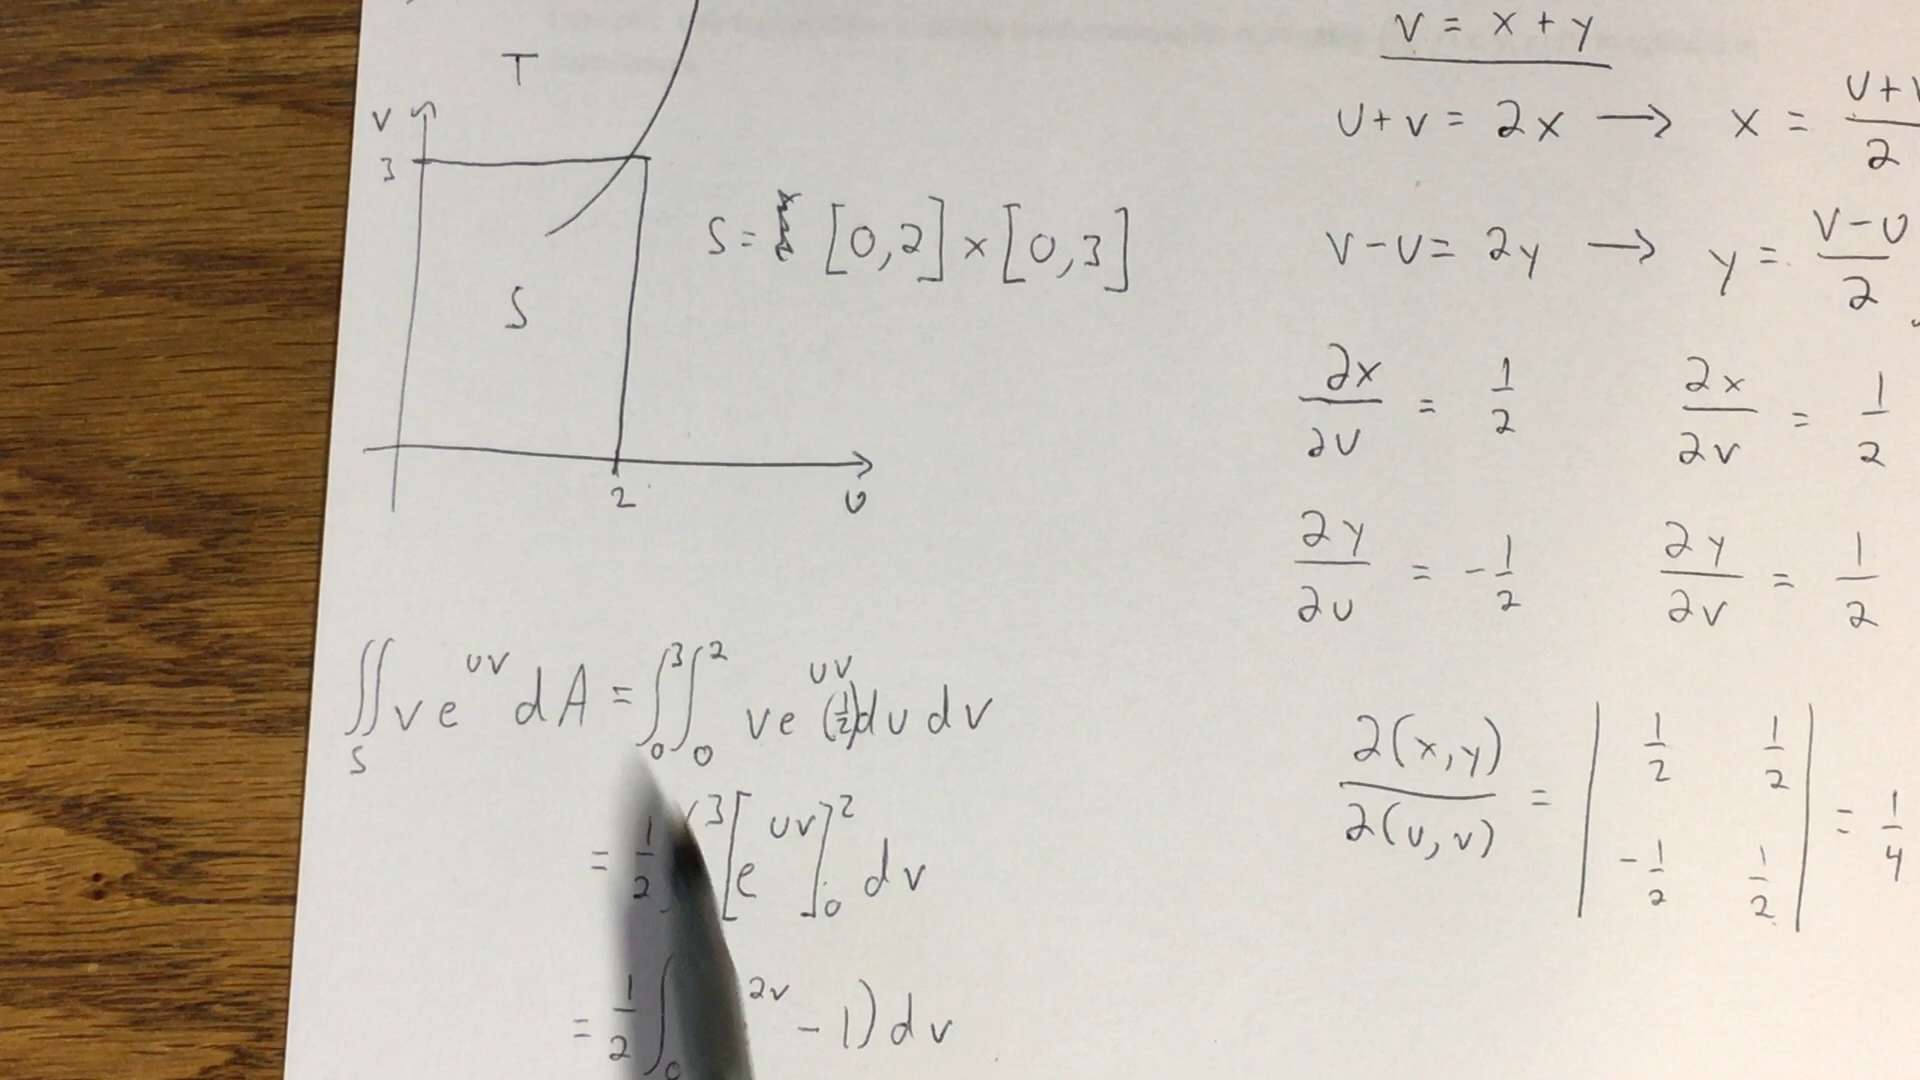 T
v
3
S
2
u
S = [0,2] × [0,3]
∬_S v e^{uv} dA = ∫_0^3 ∫_0^2 v e^{uv} (1/2) du dv
= 1/2 ∫^3 [e^{uv}]_0^2 dv
= 1/2 ∫_0 2v - 1) dv
v = x + y
u + v = 2x → x = u + v / 2
v - u = 2y → y = v - u / 2
∂x/∂u = 1/2 ∂x/∂v = 1/2
∂y/∂u = -1/2 ∂y/∂v = 1/2
∂(x,y)/∂(u,v) = | 1/2 1/2 |
| -1/2 1/2 | = 1/4